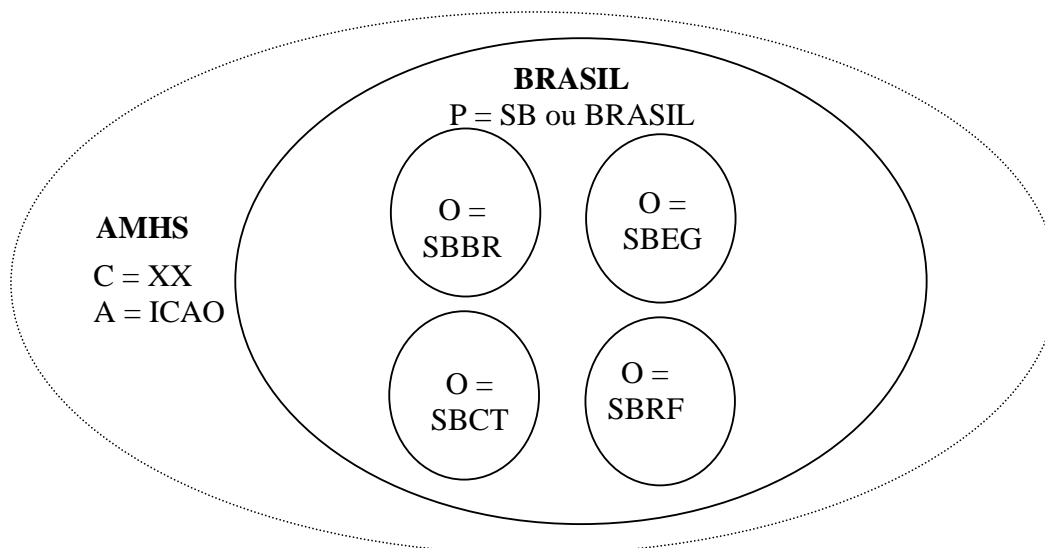 BRASIL
P = SB ou BRASIL
O =
SBBR
O =
SBEG
AMHS
C = XX
A = ICAO
O =
SBCT
O =
SBRF